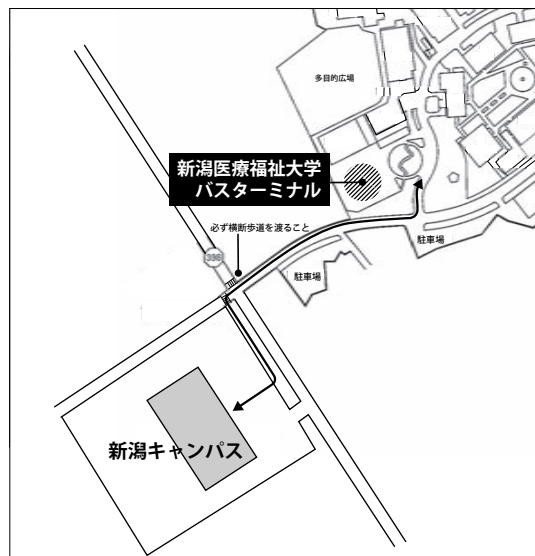 多目的広場
新潟医療福祉大学
バスターミナル
必ず横断歩道を渡ること
396
駐車場
駐車場
新潟キャンパス